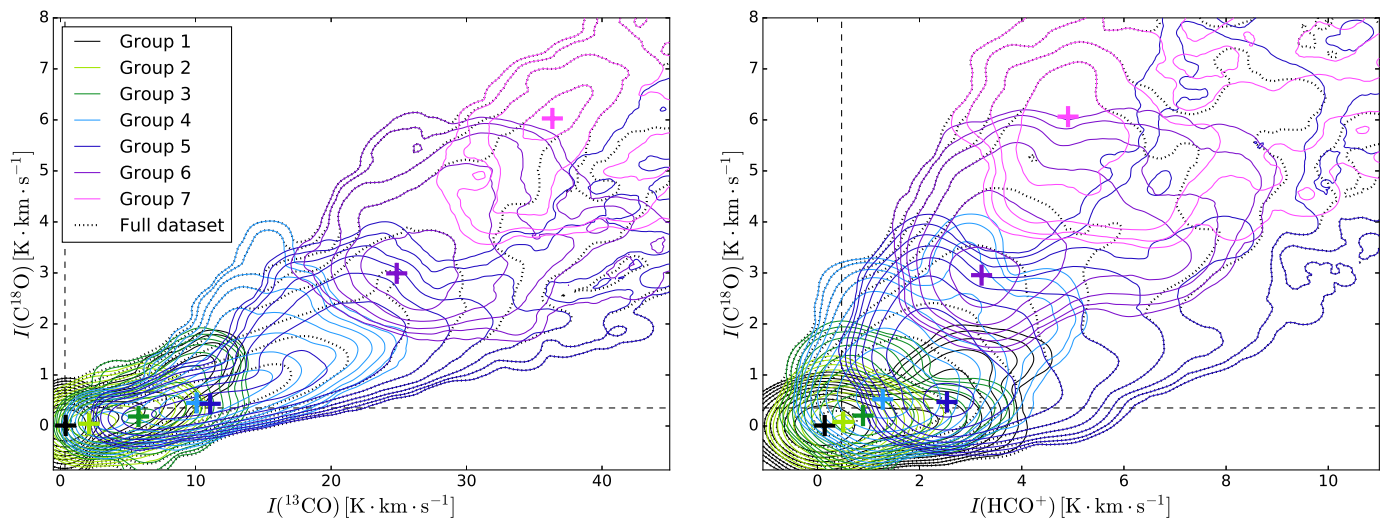 8
7
6
5
4
3
2
1
0
I(C¹⁸O) [K · km · s⁻¹]
Group 1
Group 2
Group 3
Group 4
Group 5
Group 6
Group 7
Full dataset
0 10 20 30 40
I(¹³CO) [K · km · s⁻¹]
8
7
6
5
4
3
2
1
0
I(C¹⁸O) [K · km · s⁻¹]
0 2 4 6 8 10
I(HCO⁺) [K · km · s⁻¹]